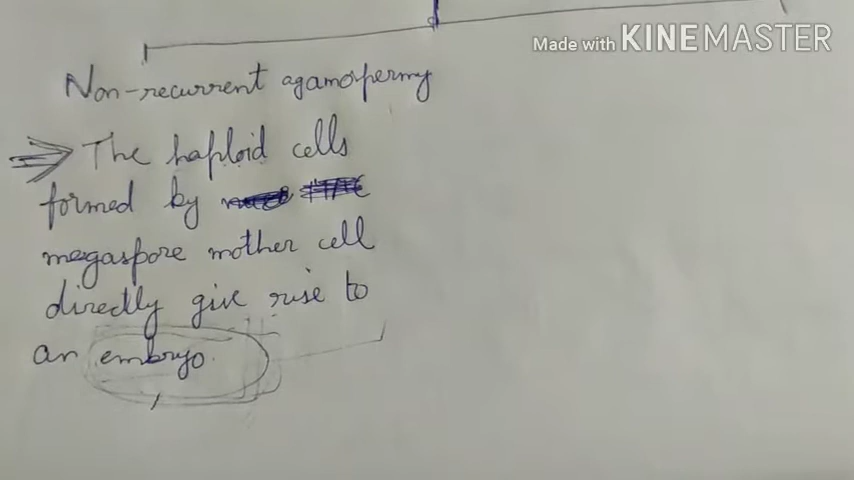 Made with KINEMASTER
Non-recurrent agamospermy
The haploid cells
formed by
megaspore mother cell
directly give rise to
an embryo.